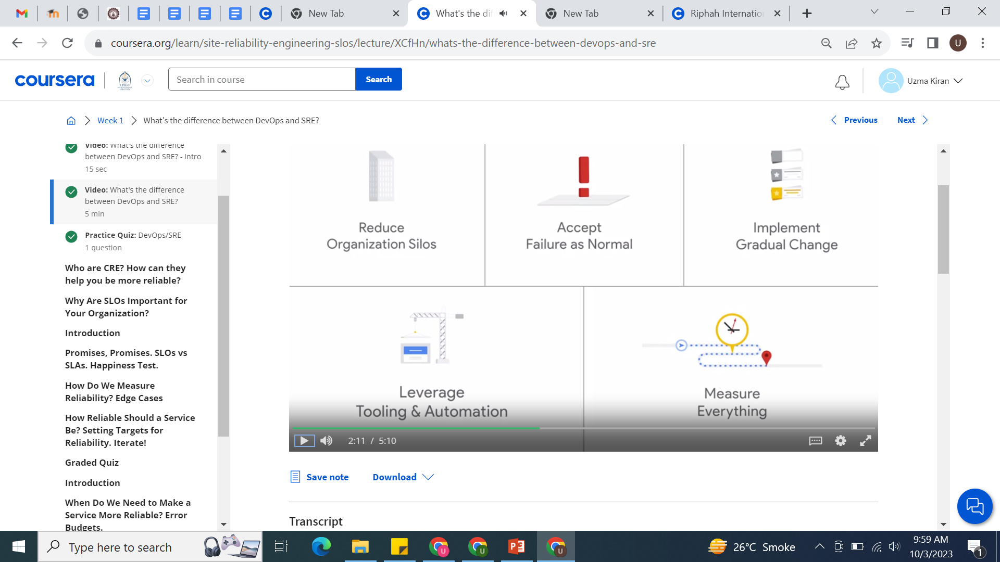 New Tab
What's the dif
New Tab
Riphah Internatio
coursera.org/learn/site-reliability-engineering-slos/lecture/XCfHn/whats-the-difference-between-devops-and-sre
U
coursera
Search in course
Search
Uzma Kiran
Week 1
What's the difference between DevOps and SRE?
Previous
Next
Video: What's the difference
between DevOps and SRE? - Intro
15 sec
Video: What's the difference
between DevOps and SRE?
5 min
Practice Quiz: DevOps/SRE
1 question
Who are CRE? How can they
help you be more reliable?
Why Are SLOs Important for
Your Organization?
Introduction
Promises, Promises. SLOs vs
SLAs. Happiness Test.
How Do We Measure
Reliability? Edge Cases
How Reliable Should a Service
Be? Setting Targets for
Reliability. Iterate!
Graded Quiz
Introduction
When Do We Need to Make a
Service More Reliable? Error
Budgets.
Reduce
Organization Silos
Accept
Failure as Normal
Implement
Gradual Change
Leverage
Tooling & Automation
Measure
Everything
2:11 / 5:10
Save note
Download
Transcript
Type here to search
26°C Smoke
9:59 AM
10/3/2023
1